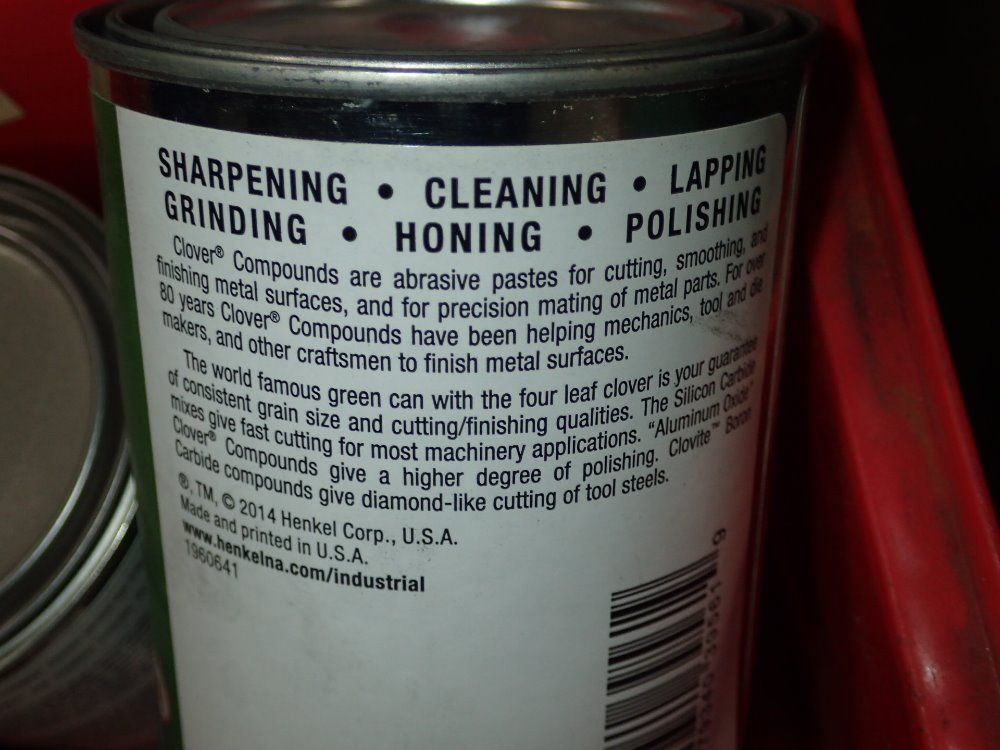 SHARPENING • CLEANING • LAPPING
GRINDING • HONING • POLISHING
Clover® Compounds are abrasive pastes for cutting, smoothing, and
finishing metal surfaces, and for precision mating of metal parts. For over
80 years Clover® Compounds have been helping mechanics, tool and die
makers, and other craftsmen to finish metal surfaces.
The world famous green can with the four leaf clover is your guarantee
of consistent grain size and cutting/finishing qualities. The Silicon Carbide
mixes give fast cutting for most machinery applications. "Aluminum Oxide"
Clover® Compounds give a higher degree of polishing. Clovite™ Boron
Carbide compounds give diamond-like cutting of tool steels.
®, TM, © 2014 Henkel Corp., U.S.A.
Made and printed in U.S.A.
www.henkelna.com/industrial
1960641